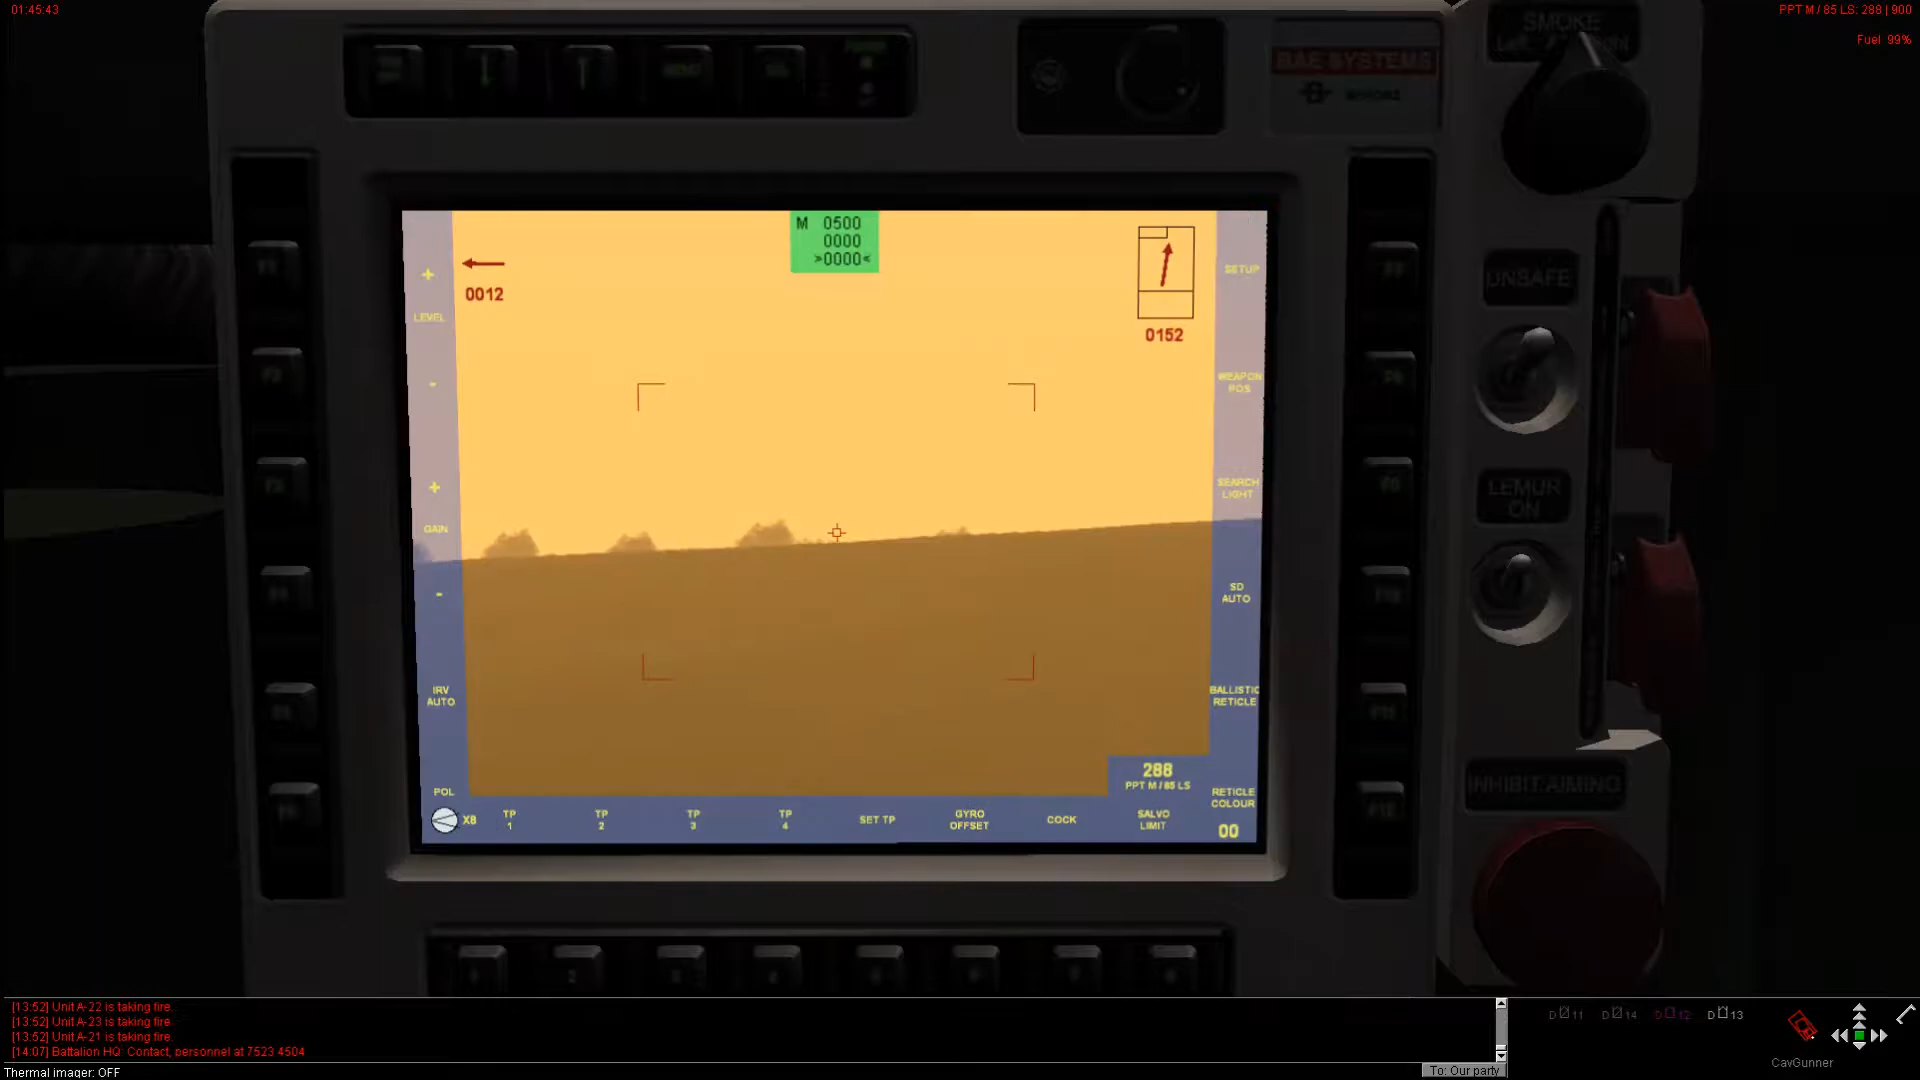 01:45:43
PPT M / 85 LS: 288 | 900
Fuel 99%
SMOKE
BAE SYSTEMS
M 0500
0000
>0000<
0012
0152
+
LEVEL
-
+
GAIN
-
IRV
AUTO
POL
X8
SETUP
WEAPON
POS
SEARCH
LIGHT
SD
AUTO
BALLISTIC
RETICLE
RETICLE
COLOUR
00
288
PPT M / 85 LS
TP
1
TP
2
TP
3
TP
4
SET TP
GYRO
OFFSET
COCK
SALVO
LIMIT
UNSAFE
LEMUR
ON
INHIBIT AIMING
[13:52] Unit A-22 is taking fire.
[13:52] Unit A-23 is taking fire.
[13:52] Unit A-21 is taking fire.
[14:07] Battalion HQ: Contact, personnel at 7523 4504
Thermal imager: OFF
To: Our party
D 11
D 14
D 12
D 13
CavGunner